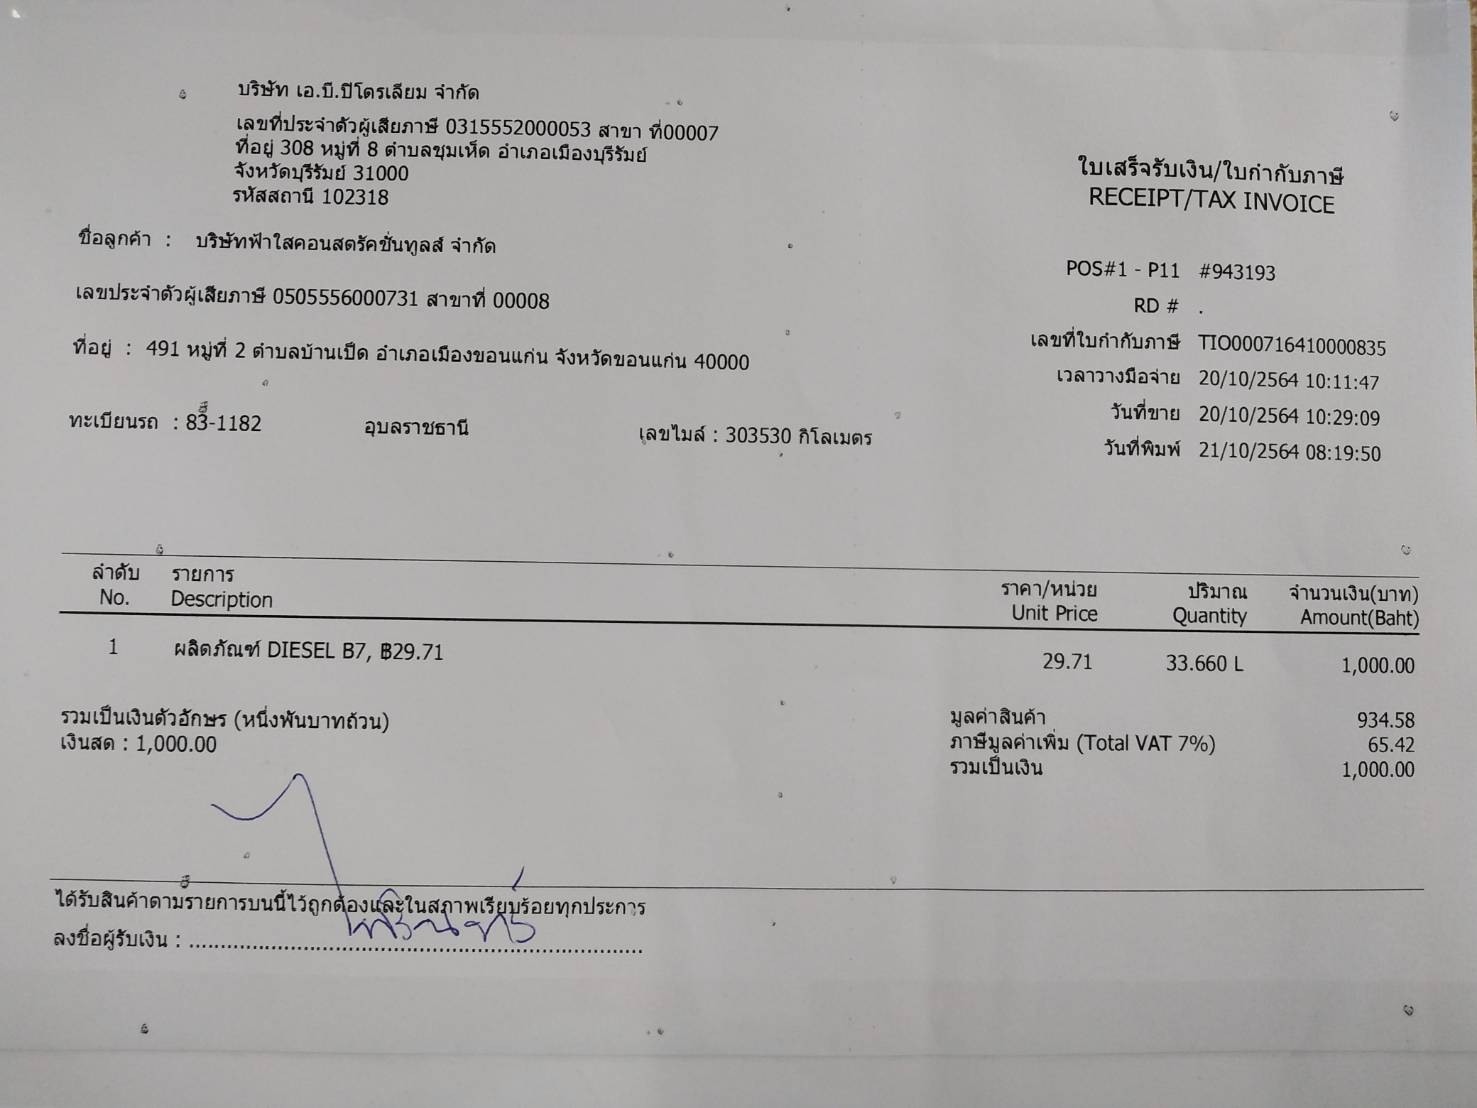 บริษัท เอ.บี.ปิโตรเลียม จำกัด
เลขที่ประจำตัวผู้เสียภาษี 0315552000053 สาขา ที่00007
ที่อยู่ 308 หมู่ที่ 8 ตำบลชุมเห็ด อำเภอเมืองบุรีรัมย์
จังหวัดบุรีรัมย์ 31000
รหัสสถานี 102318
ใบเสร็จรับเงิน/ใบกำกับภาษี
RECEIPT/TAX INVOICE
ชื่อลูกค้า : บริษัทฟ้าใสคอนสตรัคชั่นทูลส์ จำกัด
เลขประจำตัวผู้เสียภาษี 0505556000731 สาขาที่ 00008
ที่อยู่ : 491 หมู่ที่ 2 ตำบลบ้านเป็ด อำเภอเมืองขอนแก่น จังหวัดขอนแก่น 40000
ทะเบียนรถ : 83-1182 อุบลราชธานี เลขไมล์ : 303530 กิโลเมตร
POS#1 - P11 #943193
RD # .
เลขที่ใบกำกับภาษี TIO000716410000835
เวลาวางมือจ่าย 20/10/2564 10:11:47
วันที่ขาย 20/10/2564 10:29:09
วันที่พิมพ์ 21/10/2564 08:19:50
ลำดับ รายการ ราคา/หน่วย ปริมาณ จำนวนเงิน(บาท)
No. Description Unit Price Quantity Amount(Baht)
1 ผลิตภัณฑ์ DIESEL B7, ฿29.71 29.71 33.660 L 1,000.00
รวมเป็นเงินตัวอักษร (หนึ่งพันบาทถ้วน)
เงินสด : 1,000.00
มูลค่าสินค้า 934.58
ภาษีมูลค่าเพิ่ม (Total VAT 7%) 65.42
รวมเป็นเงิน 1,000.00
ได้รับสินค้าตามรายการบนนี้ไว้ถูกต้องและในสภาพเรียบร้อยทุกประการ
ลงชื่อผู้รับเงิน : ........................................................................